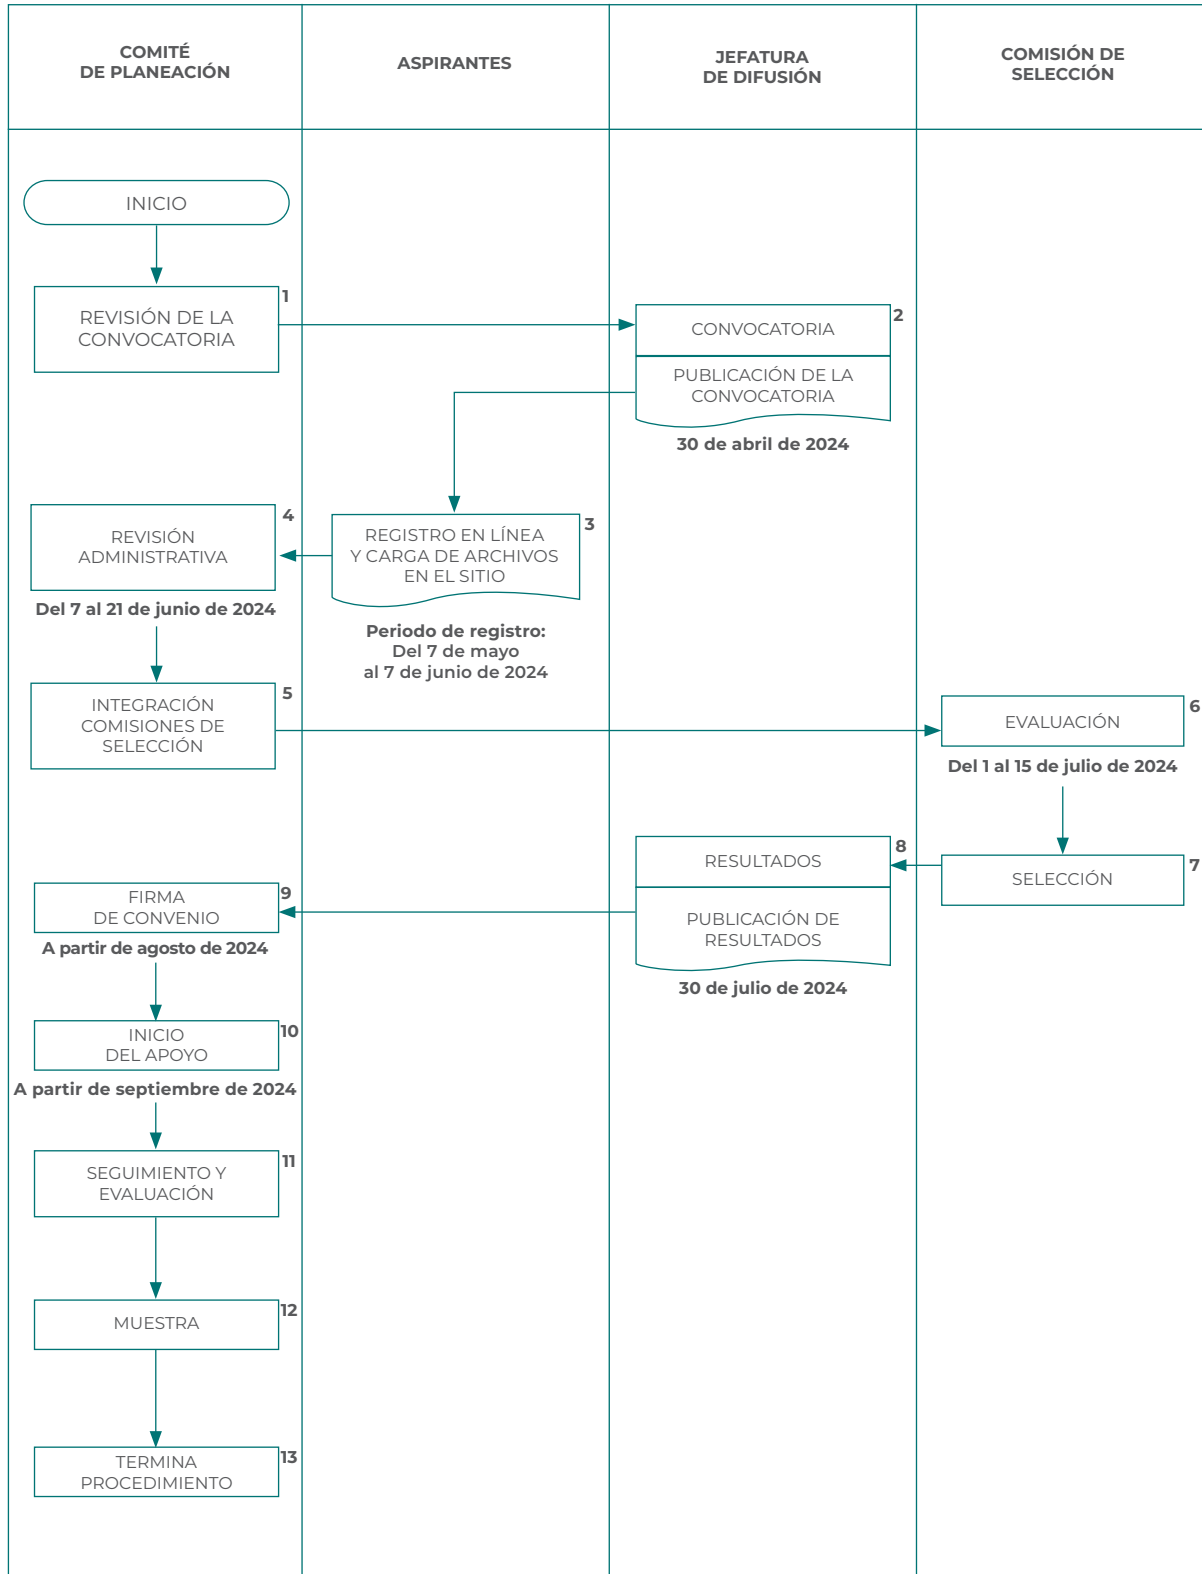 COMITÉ
DE PLANEACIÓN
ASPIRANTES
JEFATURA
DE DIFUSIÓN
COMISIÓN DE
SELECCIÓN
INICIO
1
REVISIÓN DE LA
CONVOCATORIA
2
CONVOCATORIA
PUBLICACIÓN DE LA
CONVOCATORIA
30 de abril de 2024
3
REGISTRO EN LÍNEA
Y CARGA DE ARCHIVOS
EN EL SITIO
Periodo de registro:
Del 7 de mayo
al 7 de junio de 2024
4
REVISIÓN
ADMINISTRATIVA
Del 7 al 21 de junio de 2024
5
INTEGRACIÓN
COMISIONES DE
SELECCIÓN
6
EVALUACIÓN
Del 1 al 15 de julio de 2024
7
SELECCIÓN
8
RESULTADOS
PUBLICACIÓN DE
RESULTADOS
30 de julio de 2024
9
FIRMA
DE CONVENIO
A partir de agosto de 2024
10
INICIO
DEL APOYO
A partir de septiembre de 2024
11
SEGUIMIENTO Y
EVALUACIÓN
12
MUESTRA
13
TERMINA
PROCEDIMIENTO